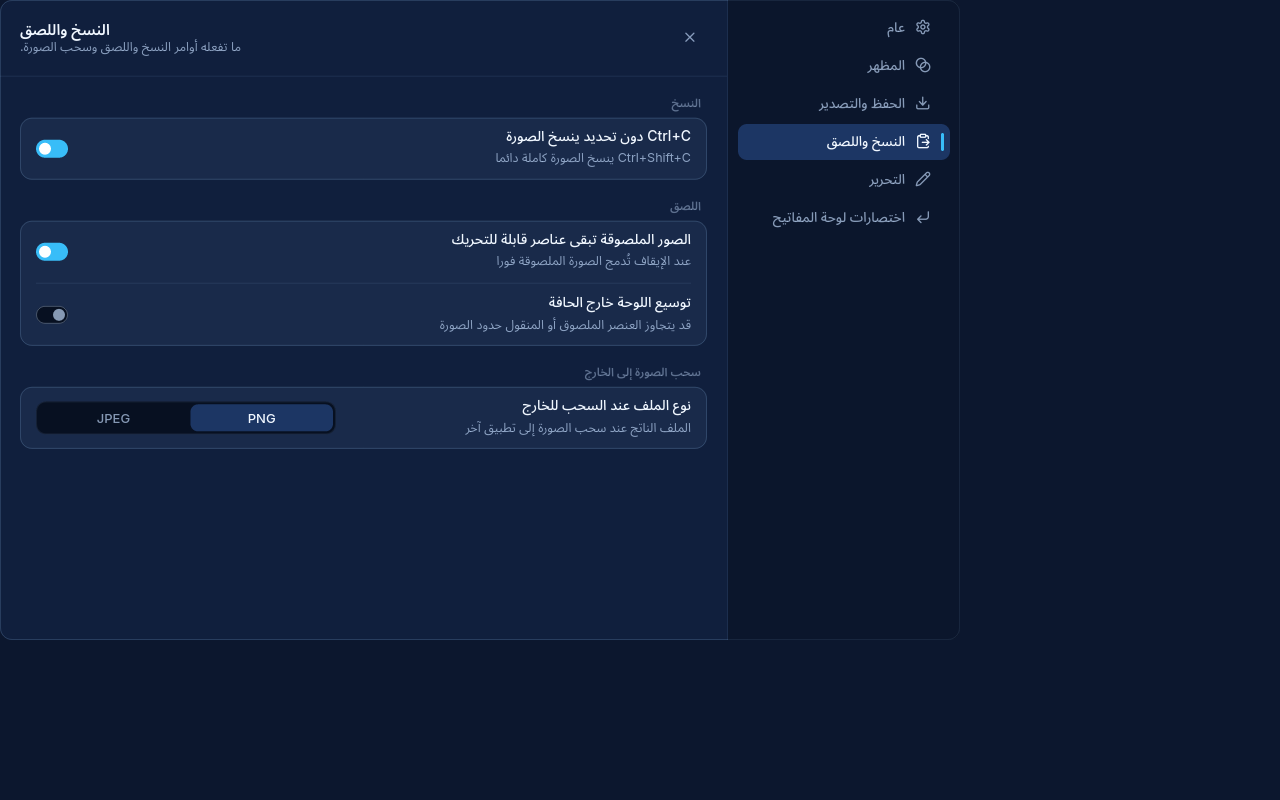 عام
المظهر
الحفظ والتصدير
النسخ واللصق
التحرير
اختصارات لوحة المفاتيح
النسخ واللصق
ما تفعله أوامر النسخ واللصق وسحب الصورة.
النسخ
Ctrl+C دون تحديد ينسخ الصورة
Ctrl+Shift+C ينسخ الصورة كاملة دائما
اللصق
الصور الملصوقة تبقى عناصر قابلة للتحريك
عند الإيقاف تُدمج الصورة الملصوقة فورا
توسيع اللوحة خارج الحافة
قد يتجاوز العنصر الملصوق أو المنقول حدود الصورة
سحب الصورة إلى الخارج
نوع الملف عند السحب للخارج
الملف الناتج عند سحب الصورة إلى تطبيق آخر
PNG
JPEG